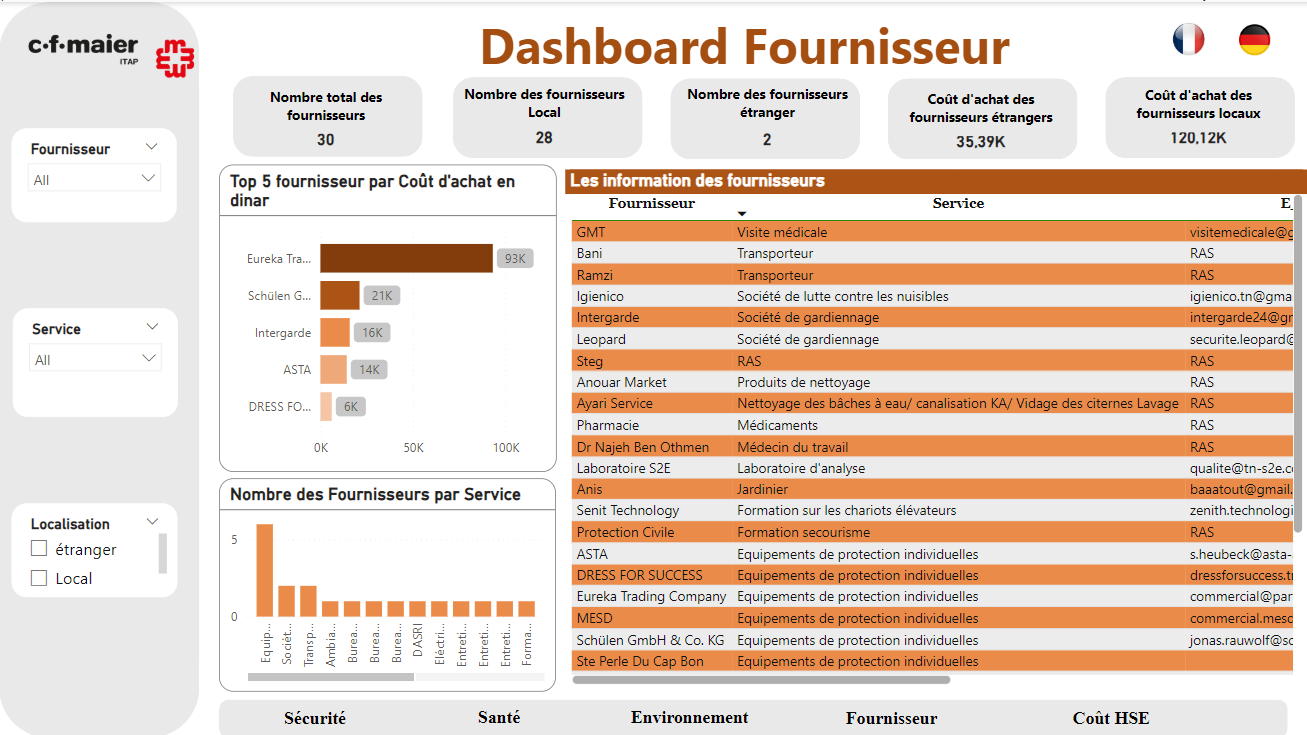 c·f·maier
ITAP
Dashboard Fournisseur
Nombre total des
fournisseurs
30
Nombre des fournisseurs
Local
28
Nombre des fournisseurs
étranger
2
Coût d'achat des
fournisseurs étrangers
35,39K
Coût d'achat des
fournisseurs locaux
120,12K
Fournisseur
All
Service
All
Localisation
étranger
Local
Top 5 fournisseur par Coût d'achat en
dinar
Eureka Tra... 93K
Schülen G... 21K
Intergarde 16K
ASTA 14K
DRESS FO... 6K
0K 50K 100K
Nombre des Fournisseurs par Service
5
0
Equip...
Sociét...
Transp...
Ambia...
Burea...
Burea...
Burea...
DASRI
Eléctri...
Entreti...
Entreti...
Entreti...
Forma...
Les information des fournisseurs
Fournisseur Service E
GMT Visite médicale visitemedicale@g
Bani Transporteur RAS
Ramzi Transporteur RAS
Igienico Société de lutte contre les nuisibles igienico.tn@gma
Intergarde Société de gardiennage intergarde24@gr
Leopard Société de gardiennage securite.leopard@
Steg RAS RAS
Anouar Market Produits de nettoyage RAS
Ayari Service Nettoyage des bâches à eau/ canalisation KA/ Vidage des citernes Lavage RAS
Pharmacie Médicaments RAS
Dr Najeh Ben Othmen Médecin du travail RAS
Laboratoire S2E Laboratoire d'analyse qualite@tn-s2e.c
Anis Jardinier baaatout@gmail.
Senit Technology Formation sur les chariots élévateurs zenith.technologi
Protection Civile Formation secourisme RAS
ASTA Equipements de protection individuelles s.heubeck@asta-
DRESS FOR SUCCESS Equipements de protection individuelles dressforsuccess.t
Eureka Trading Company Equipements de protection individuelles commercial@par
MESD Equipements de protection individuelles commercial.mesd
Schülen GmbH & Co. KG Equipements de protection individuelles jonas.rauwolf@sc
Ste Perle Du Cap Bon Equipements de protection individuelles
Sécurité Santé Environnement Fournisseur Coût HSE